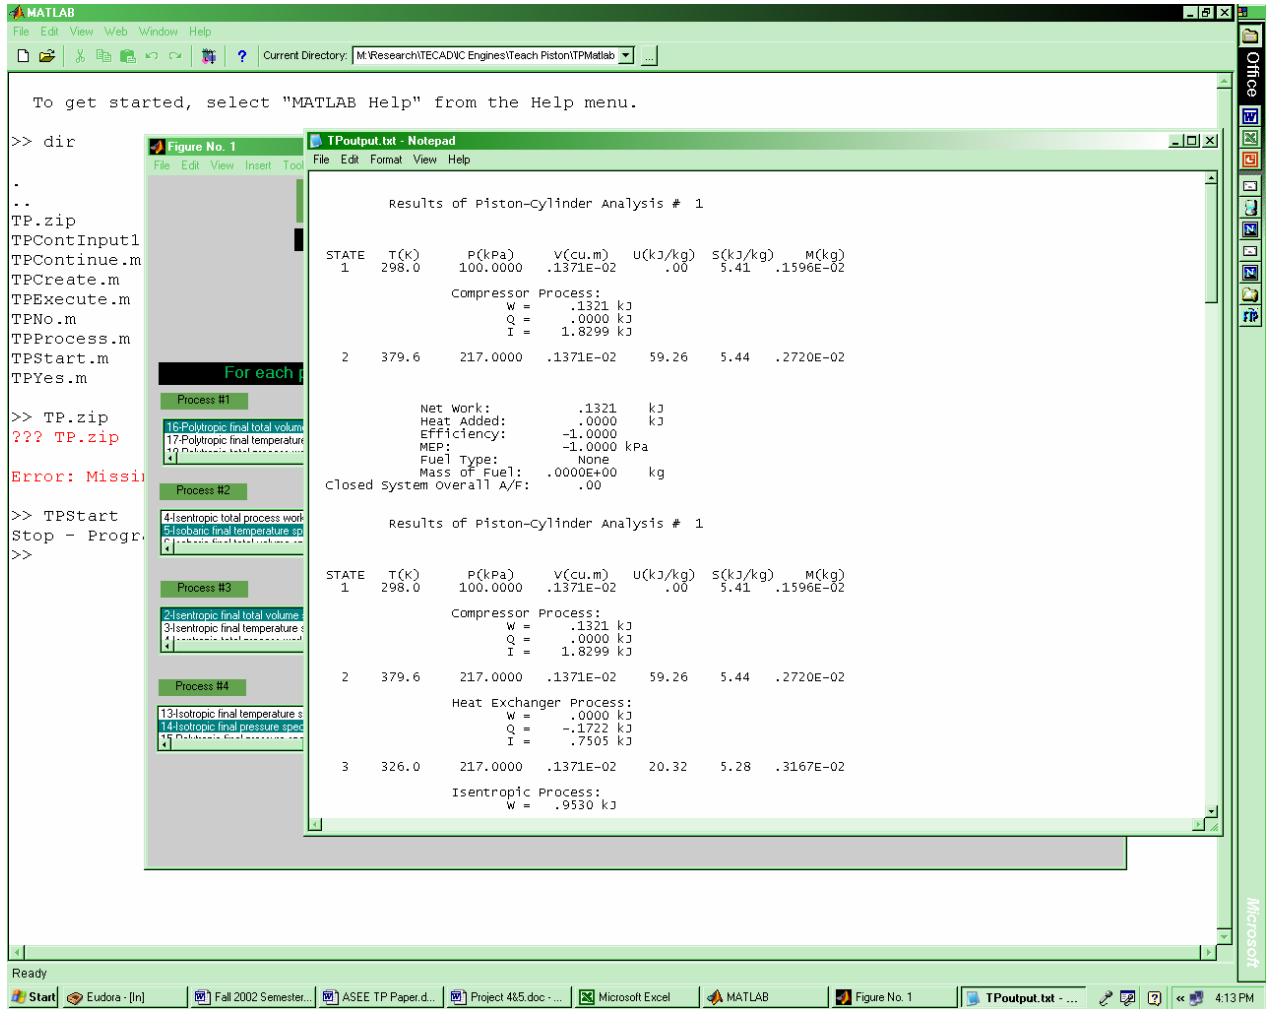 MATLAB
File Edit View Web Window Help
Current Directory: M:\Research\TECAD\IC Engines\Teach Piston\TPMatlab ...
To get started, select "MATLAB Help" from the Help menu.
>> dir
.
..
TP.zip
TPContInput1
TPContinue.m
TPCreate.m
TPExecute.m
TPNo.m
TPProcess.m
TPStart.m
TPYes.m
>> TP.zip
??? TP.zip
Error: Missi
>> TPStart
Stop - Progr
>>
Figure No. 1
File Edit View Insert Tool
For each p
Process #1
16-Polytropic final total volum
17-Polytropic final temperature
Process #2
4-Isentropic total process work
5-Isobaric final temperature sp
Process #3
2-Isentropic final total volume
3-Isentropic final temperature s
Process #4
13-Isotropic final temperature s
14-Isotropic final pressure spec
TPoutput.txt - Notepad
File Edit Format View Help
Results of Piston-Cylinder Analysis # 1
STATE T(K) P(kPa) V(cu.m) U(kJ/kg) S(kJ/kg) M(kg)
1 298.0 100.0000 .1371E-02 .00 5.41 .1596E-02
Compressor Process:
W = .1321 kJ
Q = .0000 kJ
I = 1.8299 kJ
2 379.6 217.0000 .1371E-02 59.26 5.44 .2720E-02
Net Work: .1321 kJ
Heat Added: .0000 kJ
Efficiency: -1.0000
MEP: -1.0000 kPa
Fuel Type: None
Mass of Fuel: .0000E+00 kg
Closed System Overall A/F: .00
Results of Piston-Cylinder Analysis # 1
STATE T(K) P(kPa) V(cu.m) U(kJ/kg) S(kJ/kg) M(kg)
1 298.0 100.0000 .1371E-02 .00 5.41 .1596E-02
Compressor Process:
W = .1321 kJ
Q = .0000 kJ
I = 1.8299 kJ
2 379.6 217.0000 .1371E-02 59.26 5.44 .2720E-02
Heat Exchanger Process:
W = .0000 kJ
Q = -.1722 kJ
I = .7505 kJ
3 326.0 217.0000 .1371E-02 20.32 5.28 .3167E-02
Isentropic Process:
W = .9530 kJ
Office
Microsoft
Ready
Start Eudora - [In] Fall 2002 Semester... ASEE TP Paper.d... Project 4&5.doc - ... Microsoft Excel MATLAB Figure No. 1 TPoutput.txt - ... « 4:13 PM